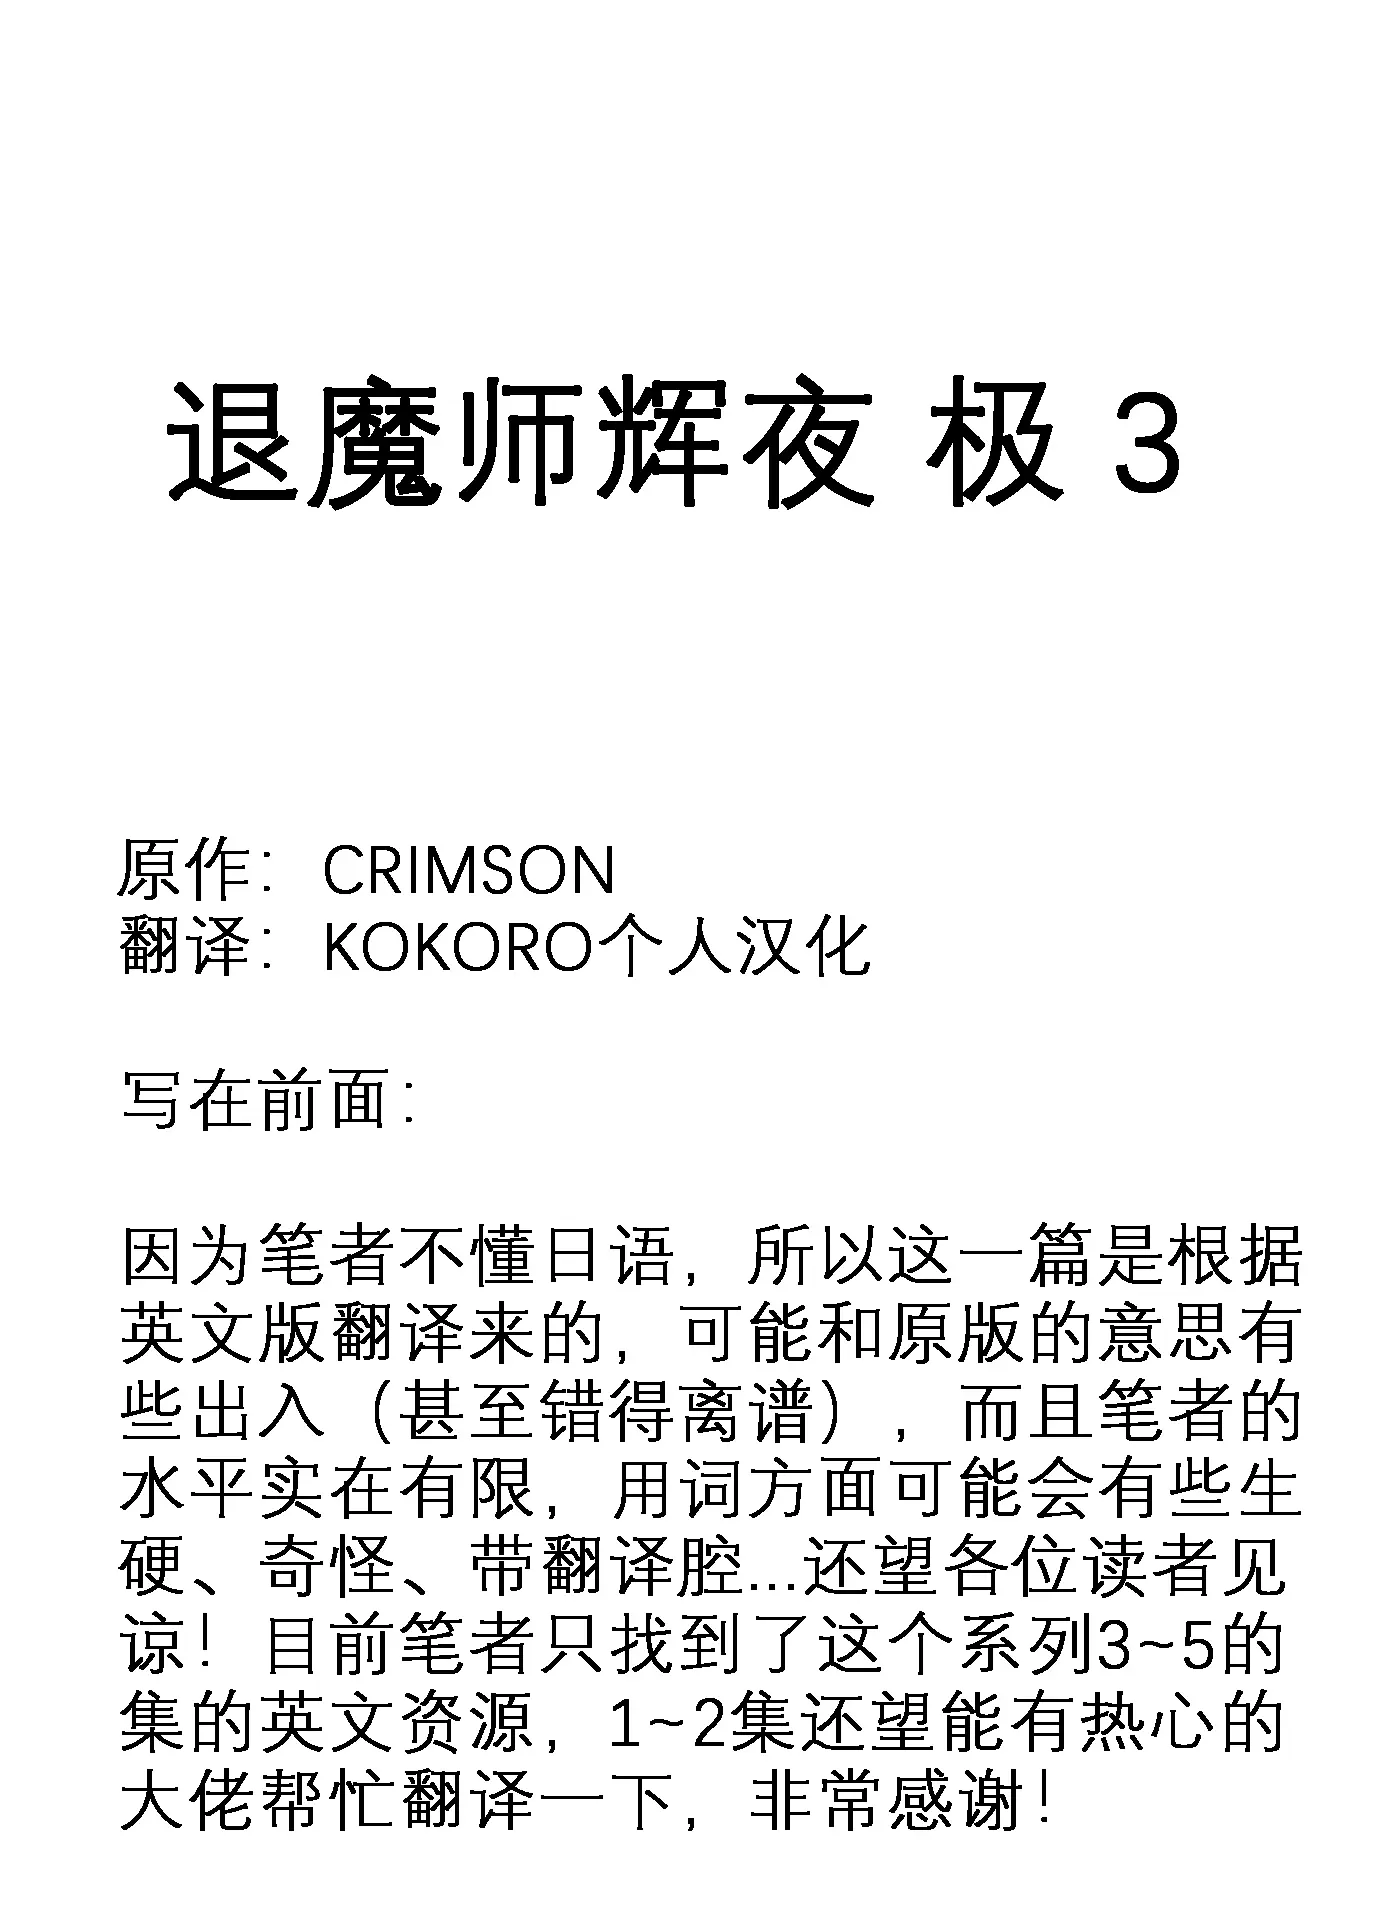 退魔师辉夜 极 3
原作：CRIMSON
翻译：KOKORO个人汉化
写在前面：
因为笔者不懂日语，所以这一篇是根据
英文版翻译来的，可能和原版的意思有
些出入（甚至错得离谱），而且笔者的
水平实在有限，用词方面可能会有些生
硬、奇怪、带翻译腔...还望各位读者见
谅！目前笔者只找到了这个系列3~5的
集的英文资源，1~2集还望能有热心的
大佬帮忙翻译一下，非常感谢！